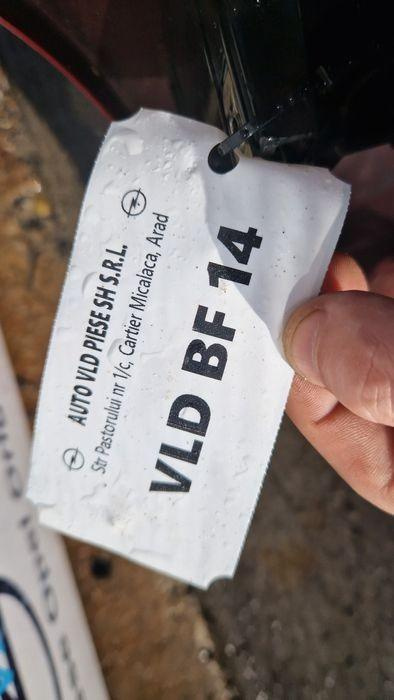 AUTO VLD PIESE SH S.R.L.
Str Pastorului nr 1/c, Cartier Micalaca, Arad
VLD BF 14